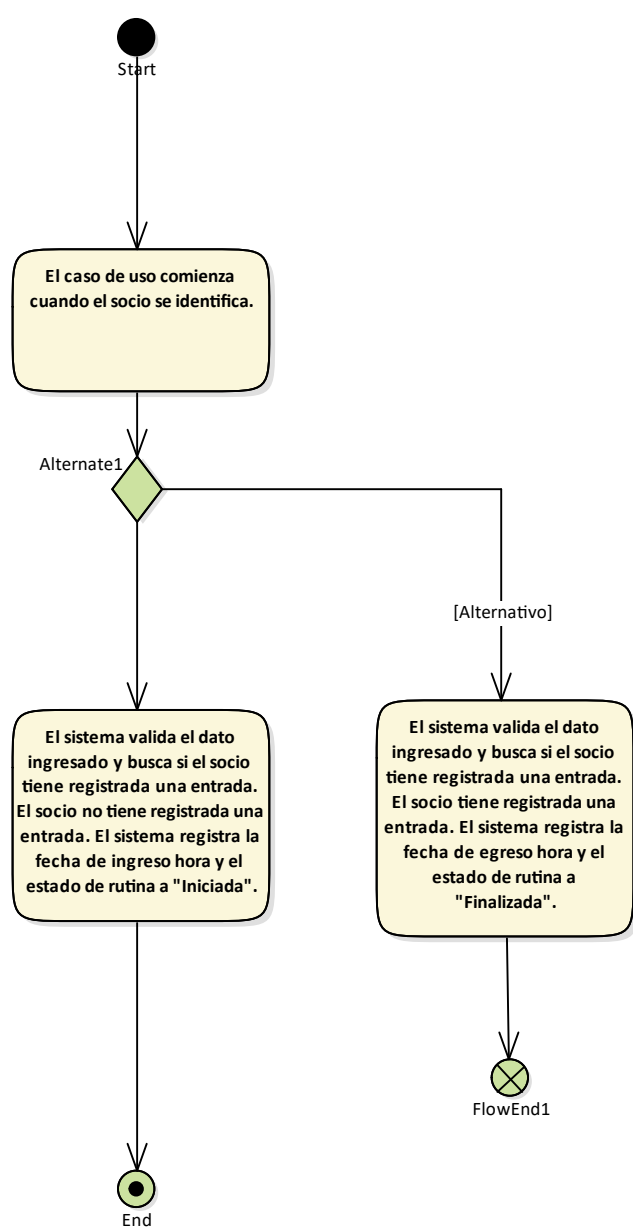 Start
El caso de uso comienza
cuando el socio se identifica.
Alternate1
[Alternativo]
El sistema valida el dato
ingresado y busca si el socio
tiene registrada una entrada.
El socio no tiene registrada una
entrada. El sistema registra la
fecha de ingreso hora y el
estado de rutina a "Iniciada".
El sistema valida el dato
ingresado y busca si el socio
tiene registrada una entrada.
El socio tiene registrada una
entrada. El sistema registra la
fecha de egreso hora y el
estado de rutina a
"Finalizada".
FlowEnd1
End